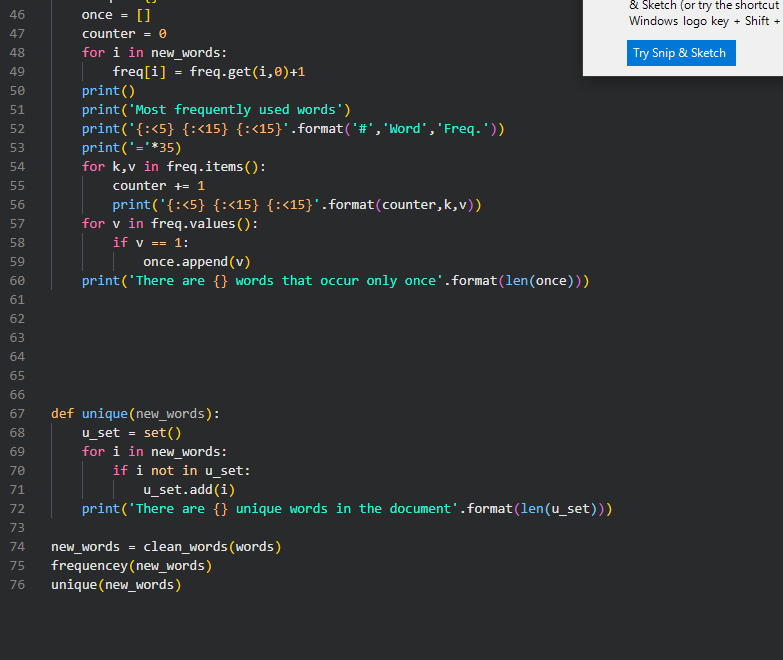 46 once = []
47 counter = 0
48 for i in new_words:
49 freq[i] = freq.get(i,0)+1
50 print()
51 print('Most frequently used words')
52 print('{:<5} {:<15} {:<15}'.format('#','Word','Freq.'))
53 print('='*35)
54 for k,v in freq.items():
55 counter += 1
56 print('{:<5} {:<15} {:<15}'.format(counter,k,v))
57 for v in freq.values():
58 if v == 1:
59 once.append(v)
60 print('There are {} words that occur only once'.format(len(once)))
61
62
63
64
65
66
67 def unique(new_words):
68 u_set = set()
69 for i in new_words:
70 if i not in u_set:
71 u_set.add(i)
72 print('There are {} unique words in the document'.format(len(u_set)))
73
74 new_words = clean_words(words)
75 frequencey(new_words)
76 unique(new_words)
& Sketch (or try the shortcut
Windows logo key + Shift +
Try Snip & Sketch